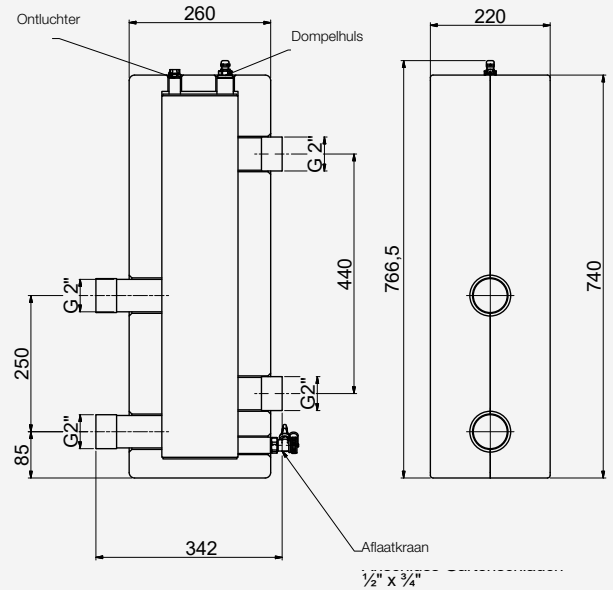 Ontluchter
260
Dompelhuls
220
G 2"
766,5
440
740
G 2"
250
G2"
G2"
85
342
Aflaatkraan
½" x ¾"